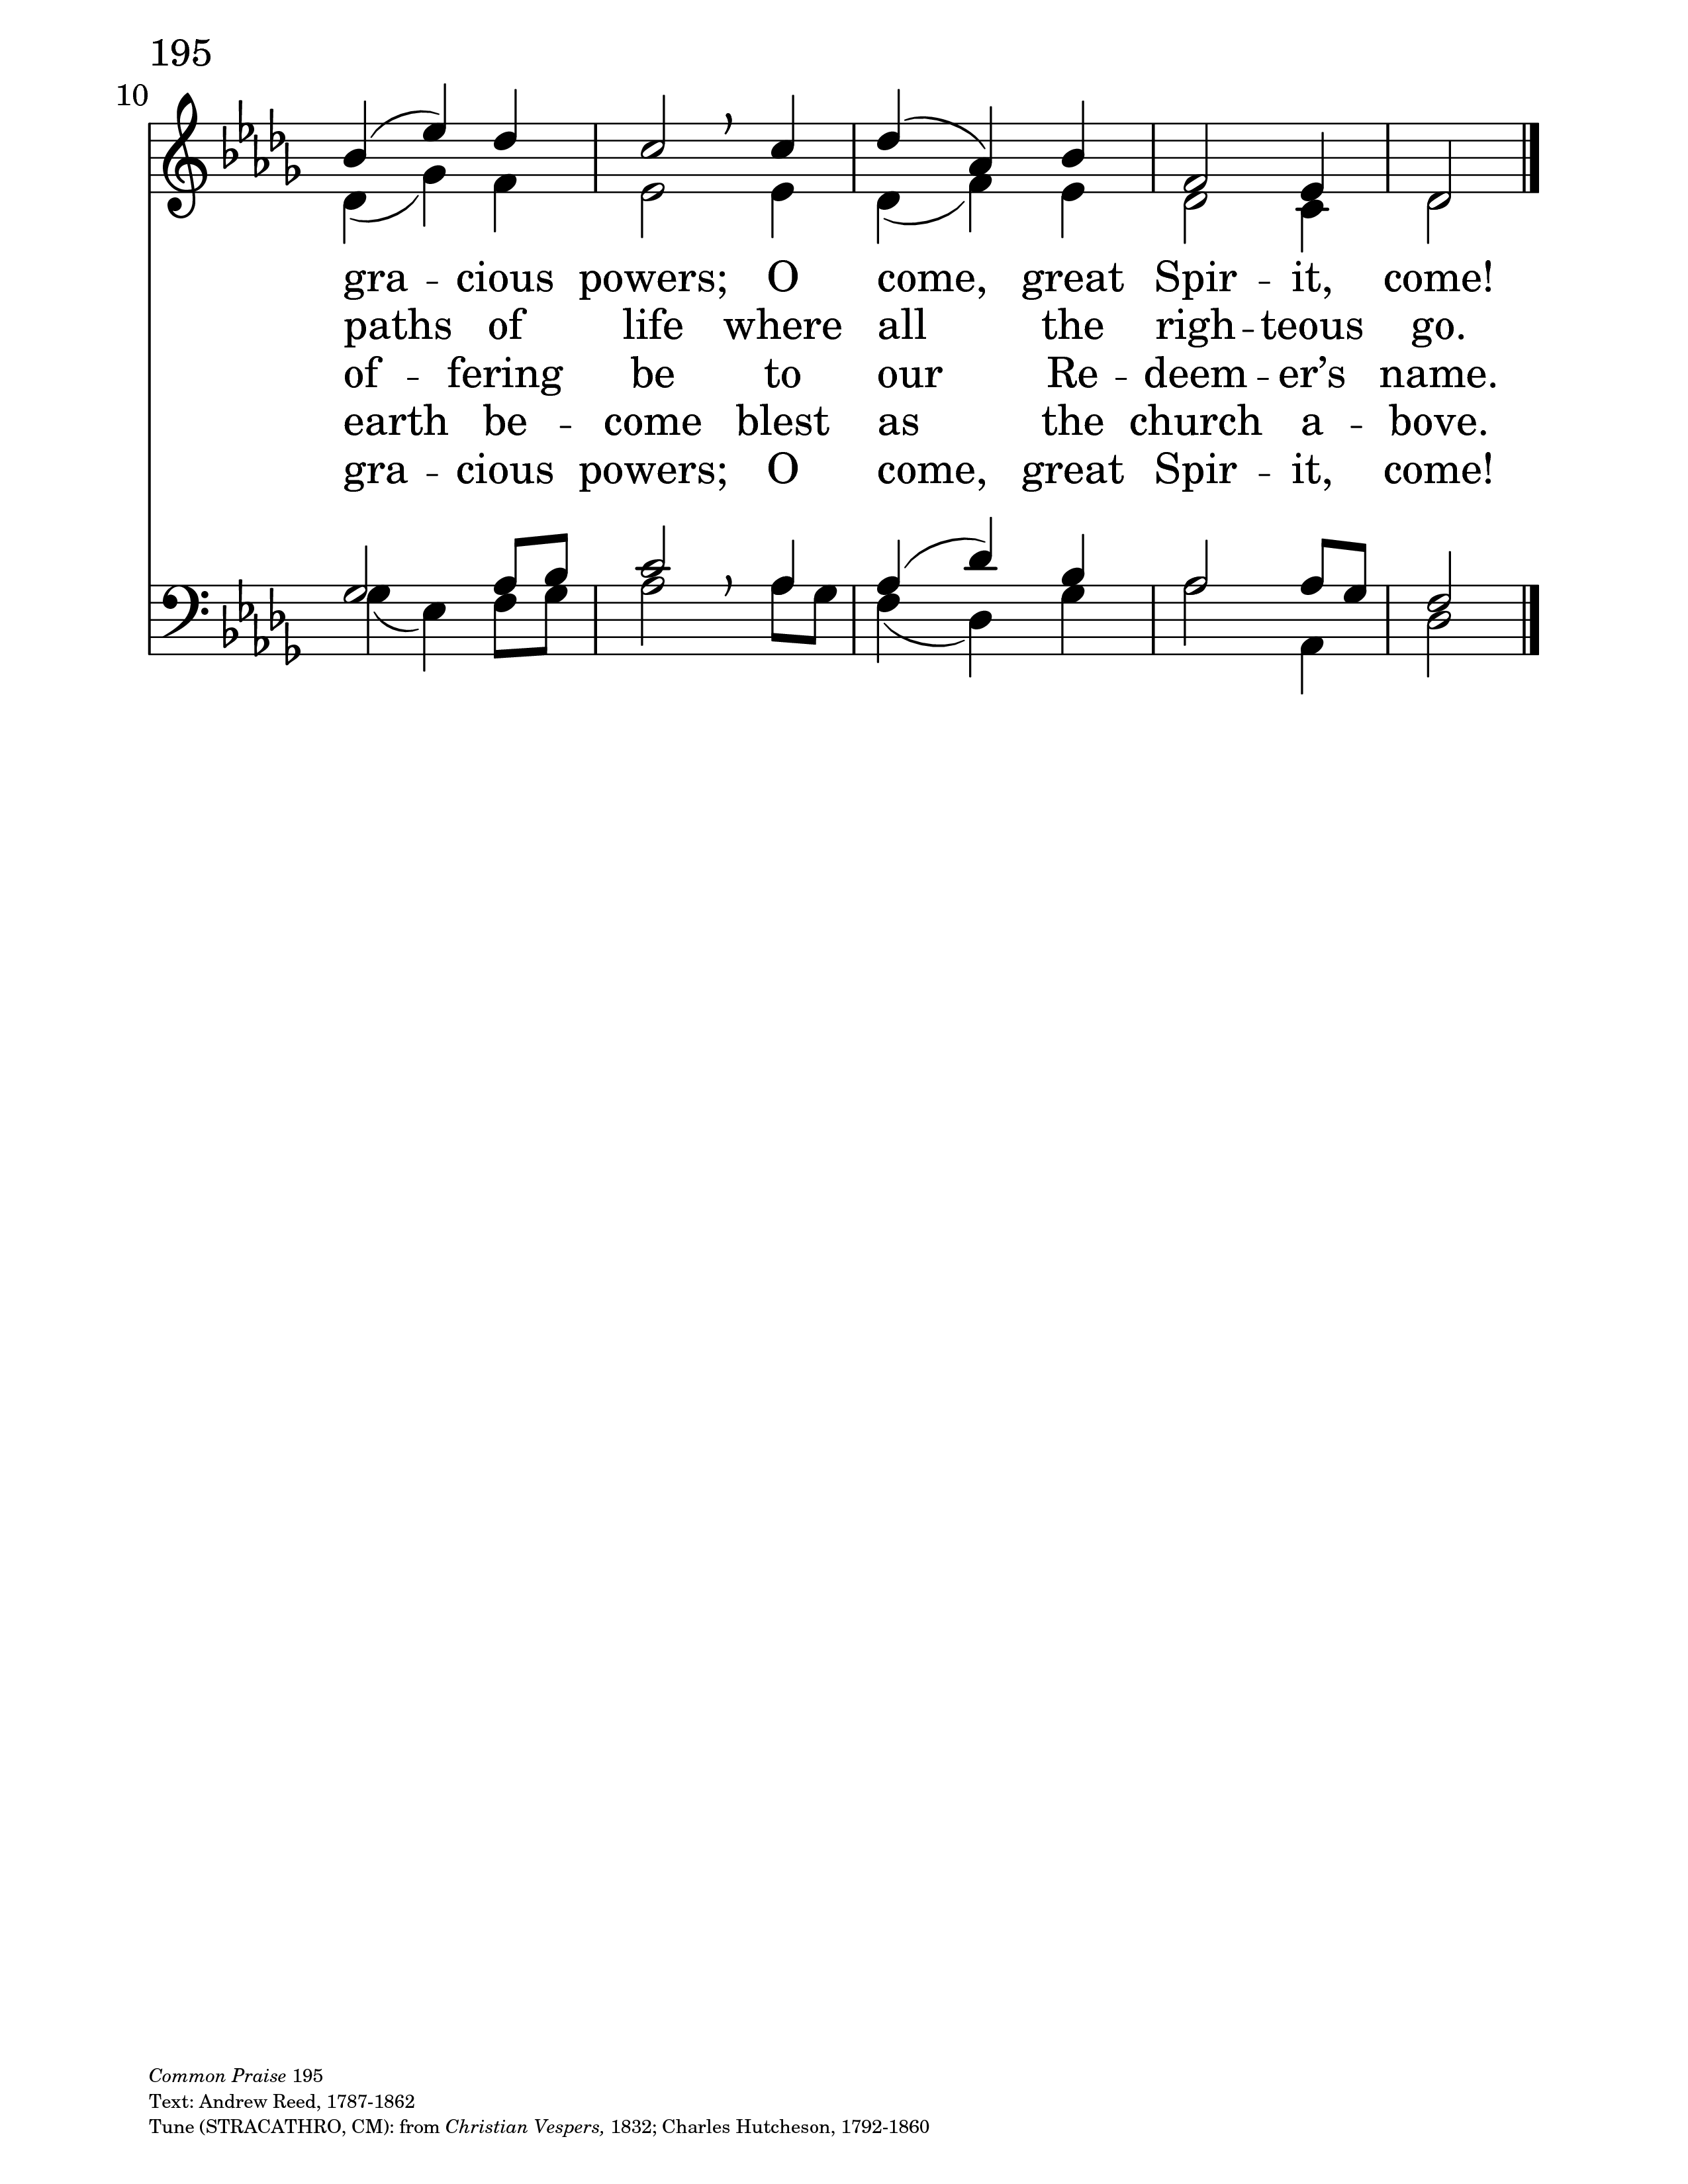 195
10
gra -- cious powers; O come, great Spir -- it, come!
paths of life where all the righ -- teous go.
of -- fering be to our Re -- deem -- er’s name.
earth be -- come blest as the church a -- bove.
gra -- cious powers; O come, great Spir -- it, come!
Common Praise 195
Text: Andrew Reed, 1787-1862
Tune (STRACATHRO, CM): from Christian Vespers, 1832; Charles Hutcheson, 1792-1860